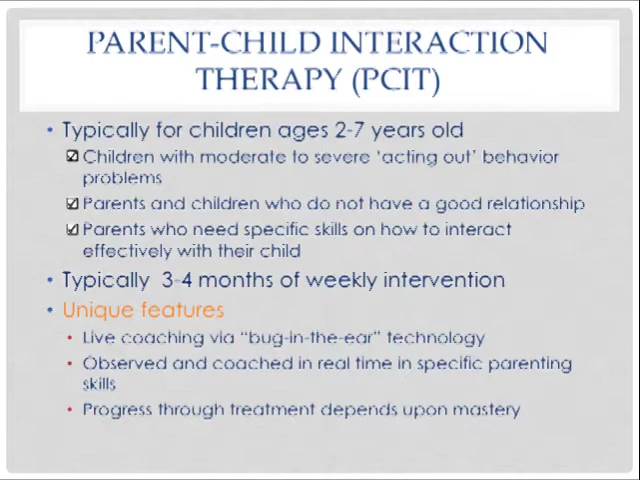 PARENT-CHILD INTERACTION
THERAPY (PCIT)
• Typically for children ages 2-7 years old
☑ Children with moderate to severe ‘acting out’ behavior
problems
☑ Parents and children who do not have a good relationship
☑ Parents who need specific skills on how to interact
effectively with their child
• Typically 3-4 months of weekly intervention
• Unique features
• Live coaching via “bug-in-the-ear” technology
• Observed and coached in real time in specific parenting
skills
• Progress through treatment depends upon mastery